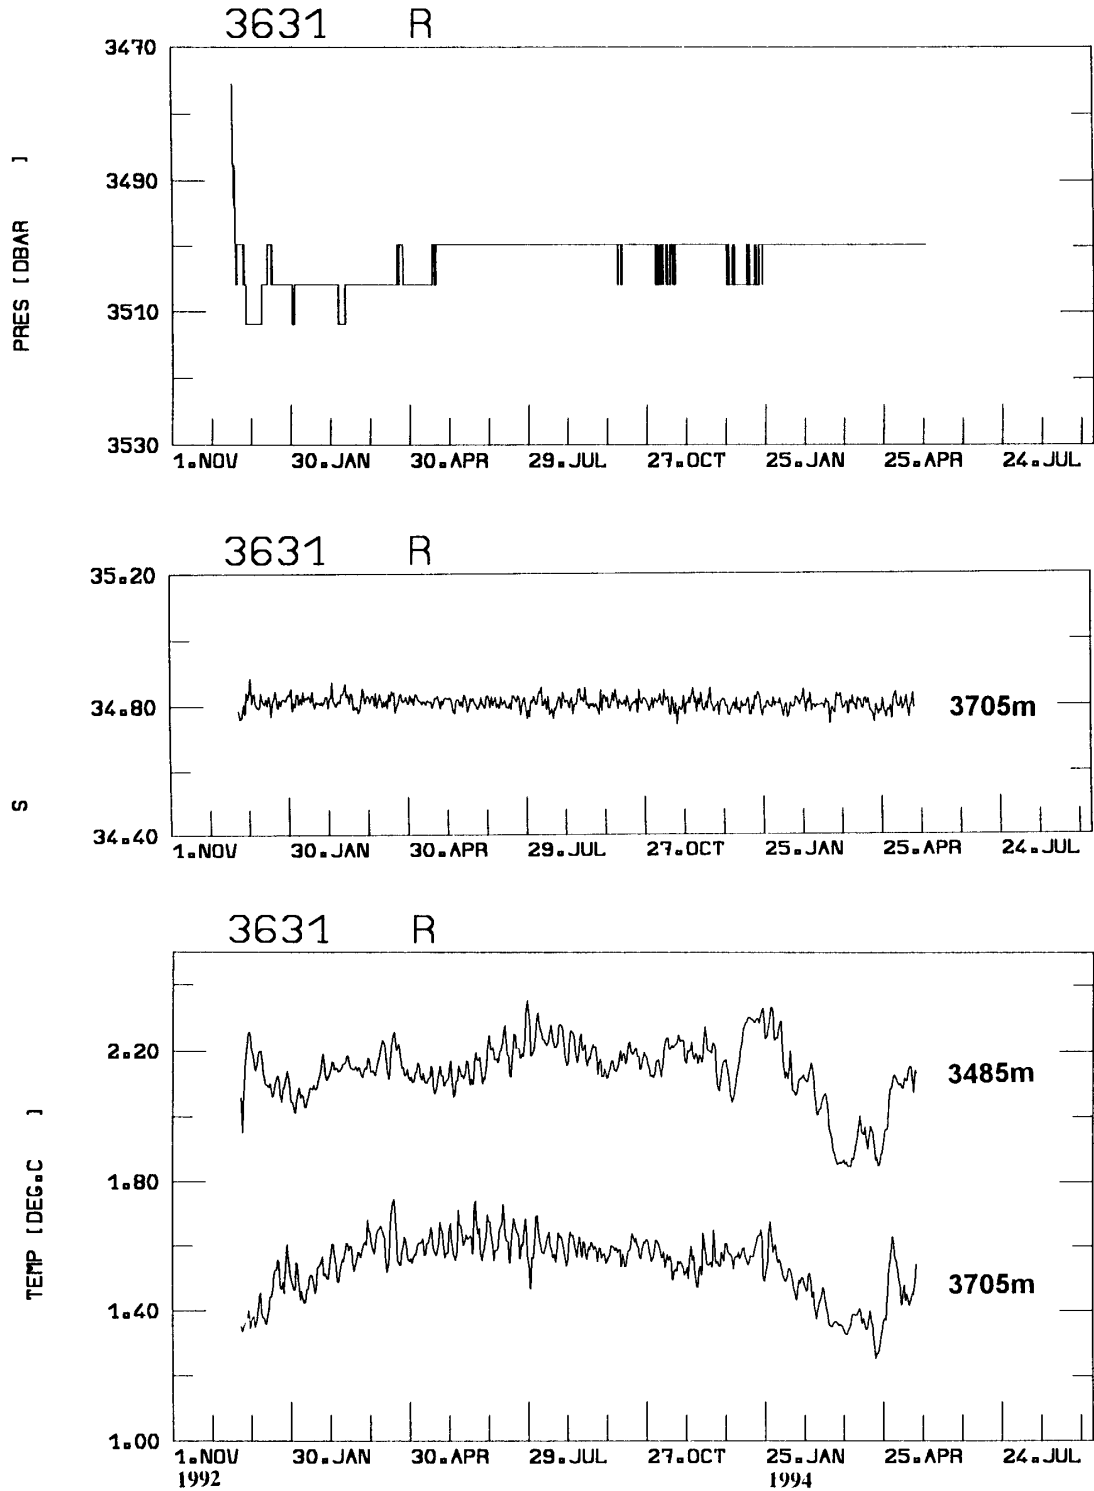 3631 R
3470
3490
3510
3530
PRES [DBAR ]
1.NOV 30.JAN 30.APR 29.JUL 27.OCT 25.JAN 25.APR 24.JUL
3631 R
35.20
34.80
34.40
S
3705m
1.NOV 30.JAN 30.APR 29.JUL 27.OCT 25.JAN 25.APR 24.JUL
3631 R
2.20
1.80
1.40
1.00
TEMP [DEG.C ]
3485m
3705m
1.NOV 30.JAN 30.APR 29.JUL 27.OCT 25.JAN 25.APR 24.JUL
1992 1994